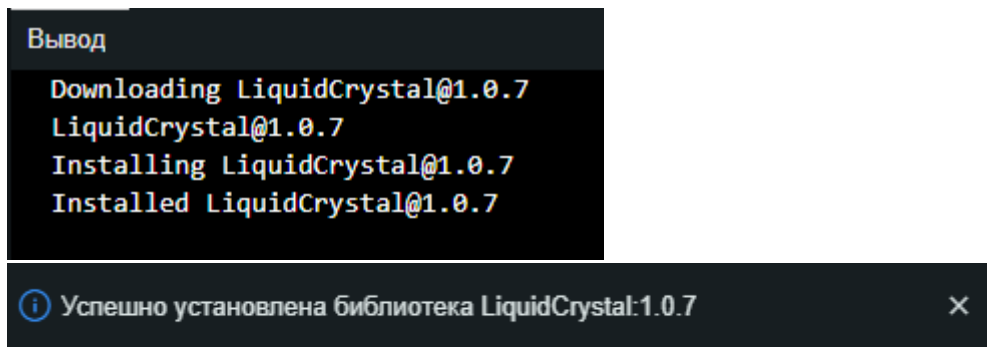 Вывод
Downloading LiquidCrystal@1.0.7
LiquidCrystal@1.0.7
Installing LiquidCrystal@1.0.7
Installed LiquidCrystal@1.0.7
Успешно установлена библиотека LiquidCrystal:1.0.7